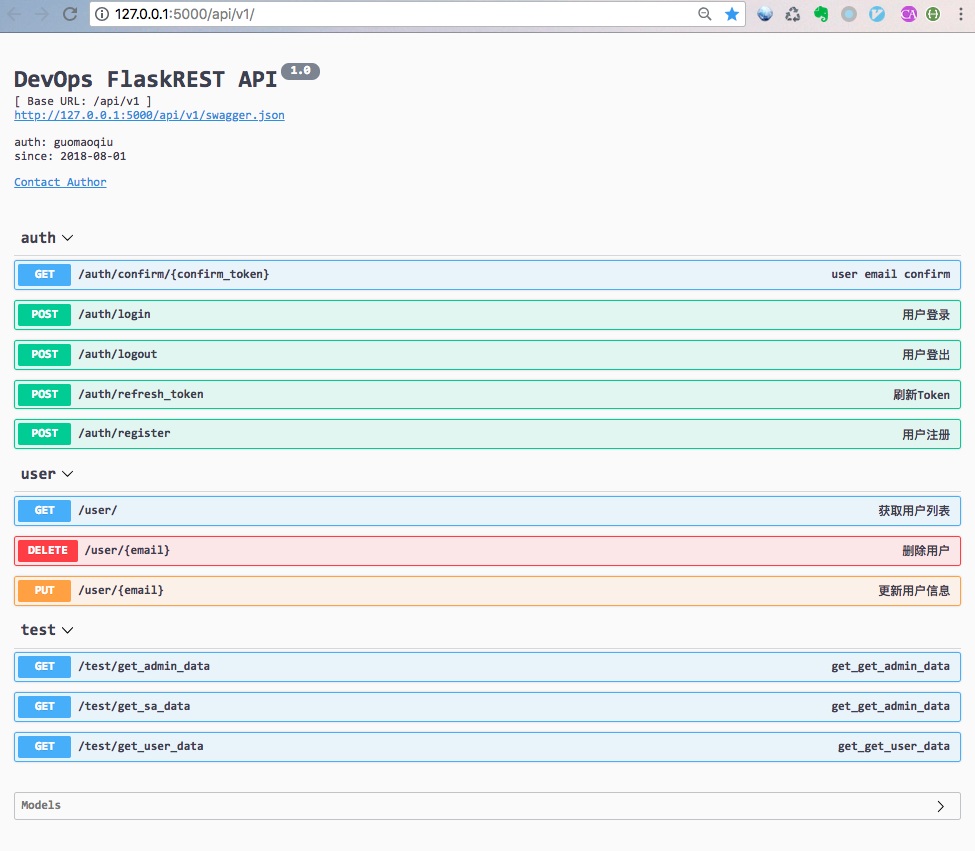 127.0.0.1:5000/api/v1/
DevOps FlaskREST API 1.0
[ Base URL: /api/v1 ]
http://127.0.0.1:5000/api/v1/swagger.json
auth: guomaoqiu
since: 2018-08-01
Contact Author
auth
GET /auth/confirm/{confirm_token} user email confirm
POST /auth/login 用户登录
POST /auth/logout 用户登出
POST /auth/refresh_token 刷新Token
POST /auth/register 用户注册
user
GET /user/ 获取用户列表
DELETE /user/{email} 删除用户
PUT /user/{email} 更新用户信息
test
GET /test/get_admin_data get_get_admin_data
GET /test/get_sa_data get_get_admin_data
GET /test/get_user_data get_get_user_data
Models